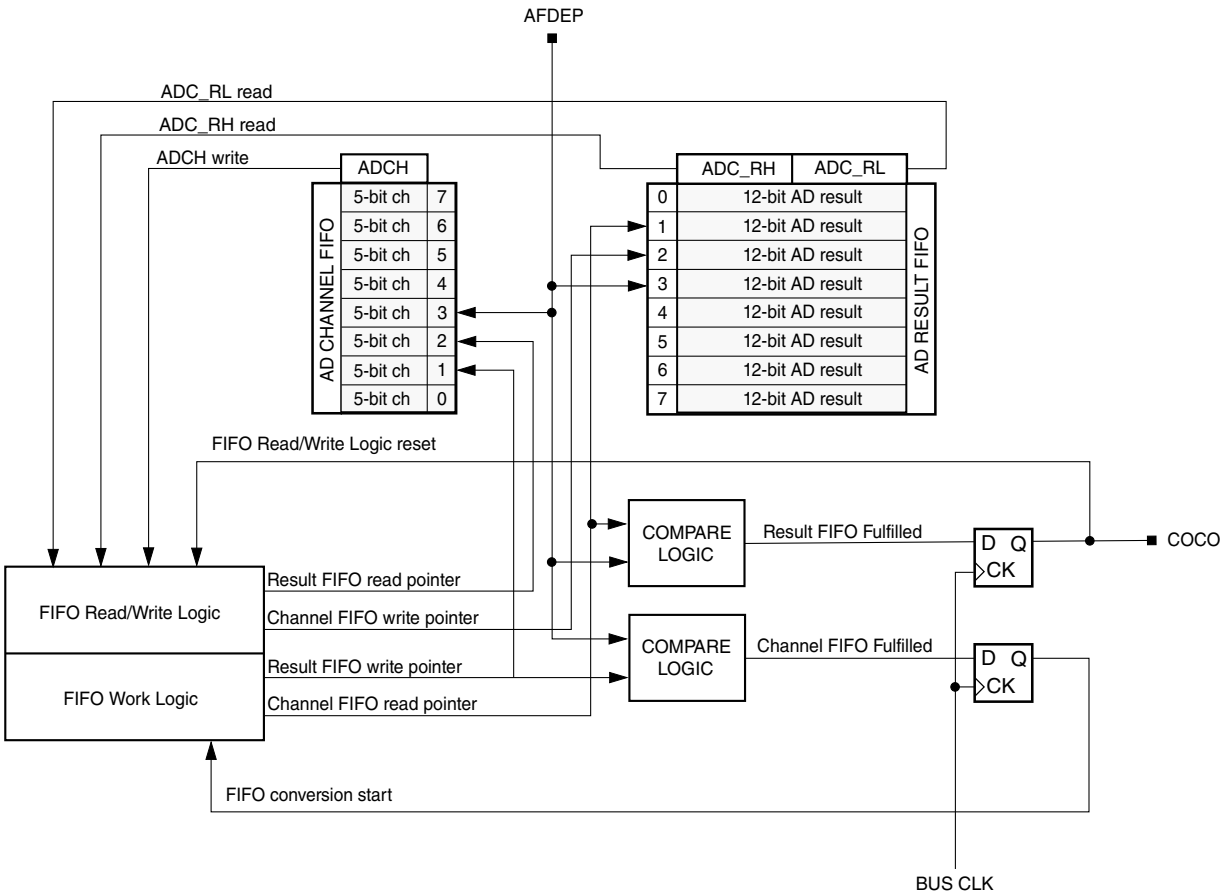 AFDEP
ADC_RL read
ADC_RH read
ADCH write
ADCH
ADC_RH ADC_RL
AD CHANNEL FIFO
5-bit ch 7
5-bit ch 6
5-bit ch 5
5-bit ch 4
5-bit ch 3
5-bit ch 2
5-bit ch 1
5-bit ch 0
0 12-bit AD result
1 12-bit AD result
2 12-bit AD result
3 12-bit AD result
4 12-bit AD result
5 12-bit AD result
6 12-bit AD result
7 12-bit AD result
AD RESULT FIFO
FIFO Read/Write Logic reset
COMPARE
LOGIC
Result FIFO Fulfilled
D Q
CK
COCO
FIFO Read/Write Logic
Result FIFO read pointer
Channel FIFO write pointer
FIFO Work Logic
Result FIFO write pointer
Channel FIFO read pointer
COMPARE
LOGIC
Channel FIFO Fulfilled
D Q
CK
FIFO conversion start
BUS CLK